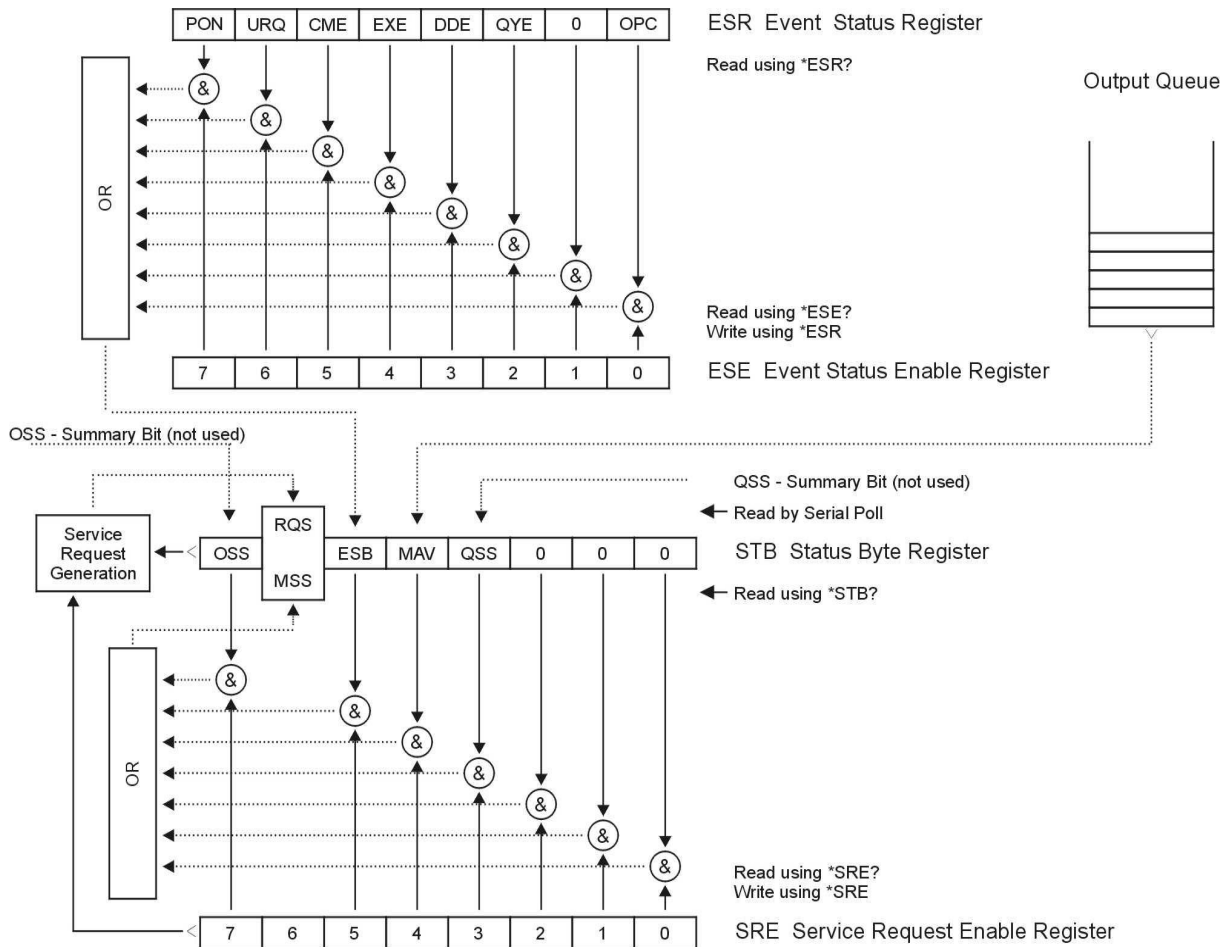 PON URQ CME EXE DDE QYE 0 OPC
ESR Event Status Register
Read using *ESR?
Output Queue
&
&
&
&
&
&
&
&
OR
Read using *ESE?
Write using *ESR
7 6 5 4 3 2 1 0
ESE Event Status Enable Register
OSS - Summary Bit (not used)
QSS - Summary Bit (not used)
Read by Serial Poll
Service
Request
Generation
RQS
OSS ESB MAV QSS 0 0 0
STB Status Byte Register
MSS
Read using *STB?
&
&
&
&
&
&
&
OR
Read using *SRE?
Write using *SRE
7 6 5 4 3 2 1 0
SRE Service Request Enable Register